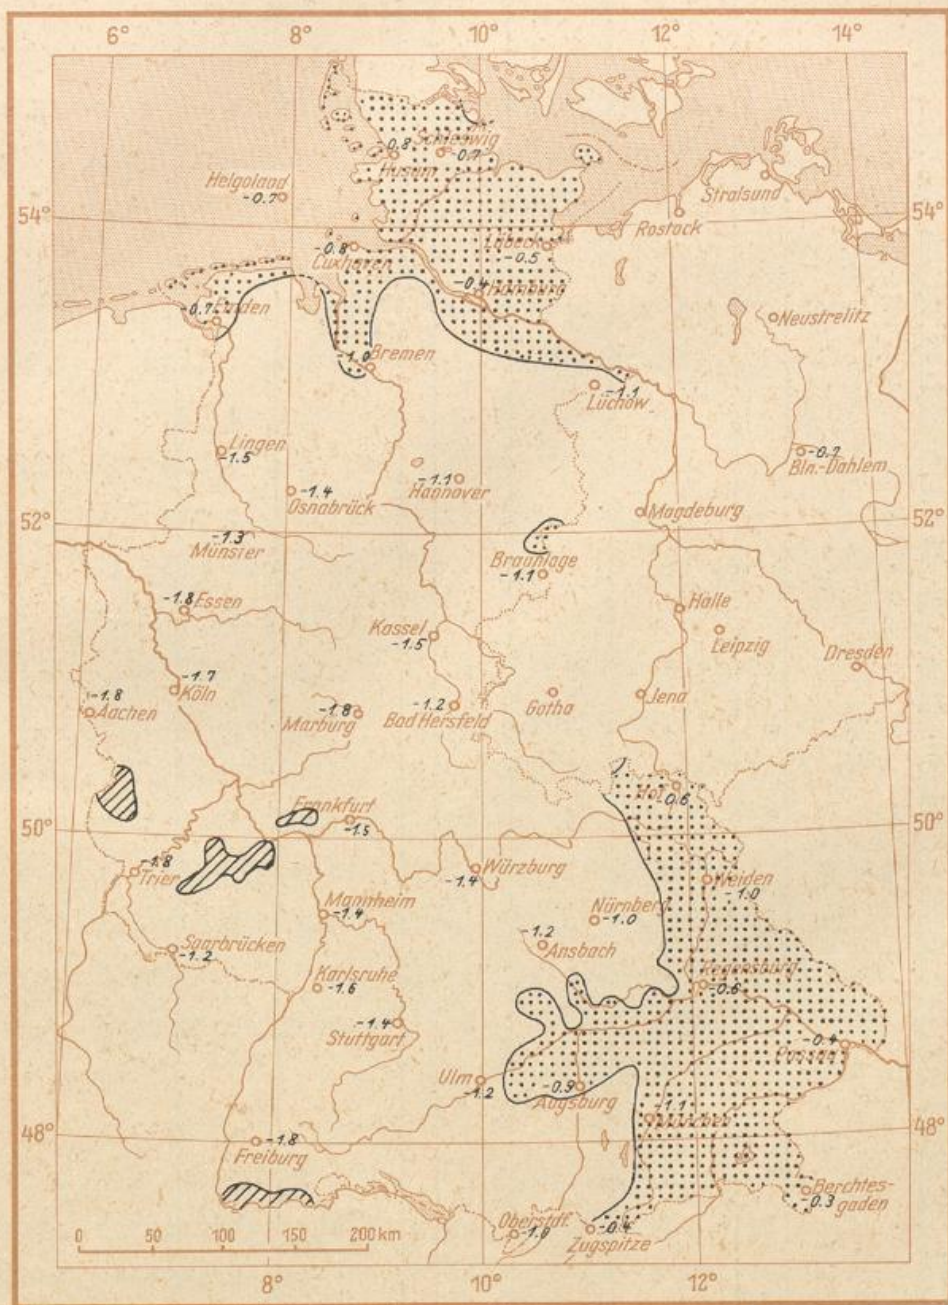 6° 8° 10° 12° 14°
-0.8 Schleswig
Husum -0.7
Helgoland
-0.7
Stralsund
54° 54°
Rostock
-0.8 Lübeck
Cuxhaven -0.5
-0.4
Hamburg
-0.7 Emden
Neustrelitz
-1.0 Bremen
-1.1
Lüchow
Lingen
-1.5
-0.7
Bln.-Dahlem
-1.1
Hannover
-1.4
Osnabrück
Magdeburg
52° 52°
-1.3
Münster
Braunlage
-1.1
-1.8 Essen
Halle
Kassel
-1.5
Leipzig
Dresden
-1.7
Köln
-1.8
Aachen
-1.2
Bad Hersfeld
-1.8
Marburg
Gotha
Jena
Hof
-0.6
Frankfurt
-1.5
50° 50°
-1.8
Trier
Würzburg
-1.4
Weiden
-1.0
Mannheim
-1.4
Nürnberg
-1.0
-1.2
Ansbach
Saarbrücken
-1.2
Karlsruhe
-1.6
Regensburg
-0.6
-1.4
Stuttgart
-0.4
Passau
Ulm
-1.2
-0.9
Augsburg
-1.1
München
48° 48°
-1.8
Freiburg
Berchtes-
gaden
-0.3
Oberstdf.
-1.0
-0.4
Zugspitze
0 50 100 150 200 km
8° 10° 12°